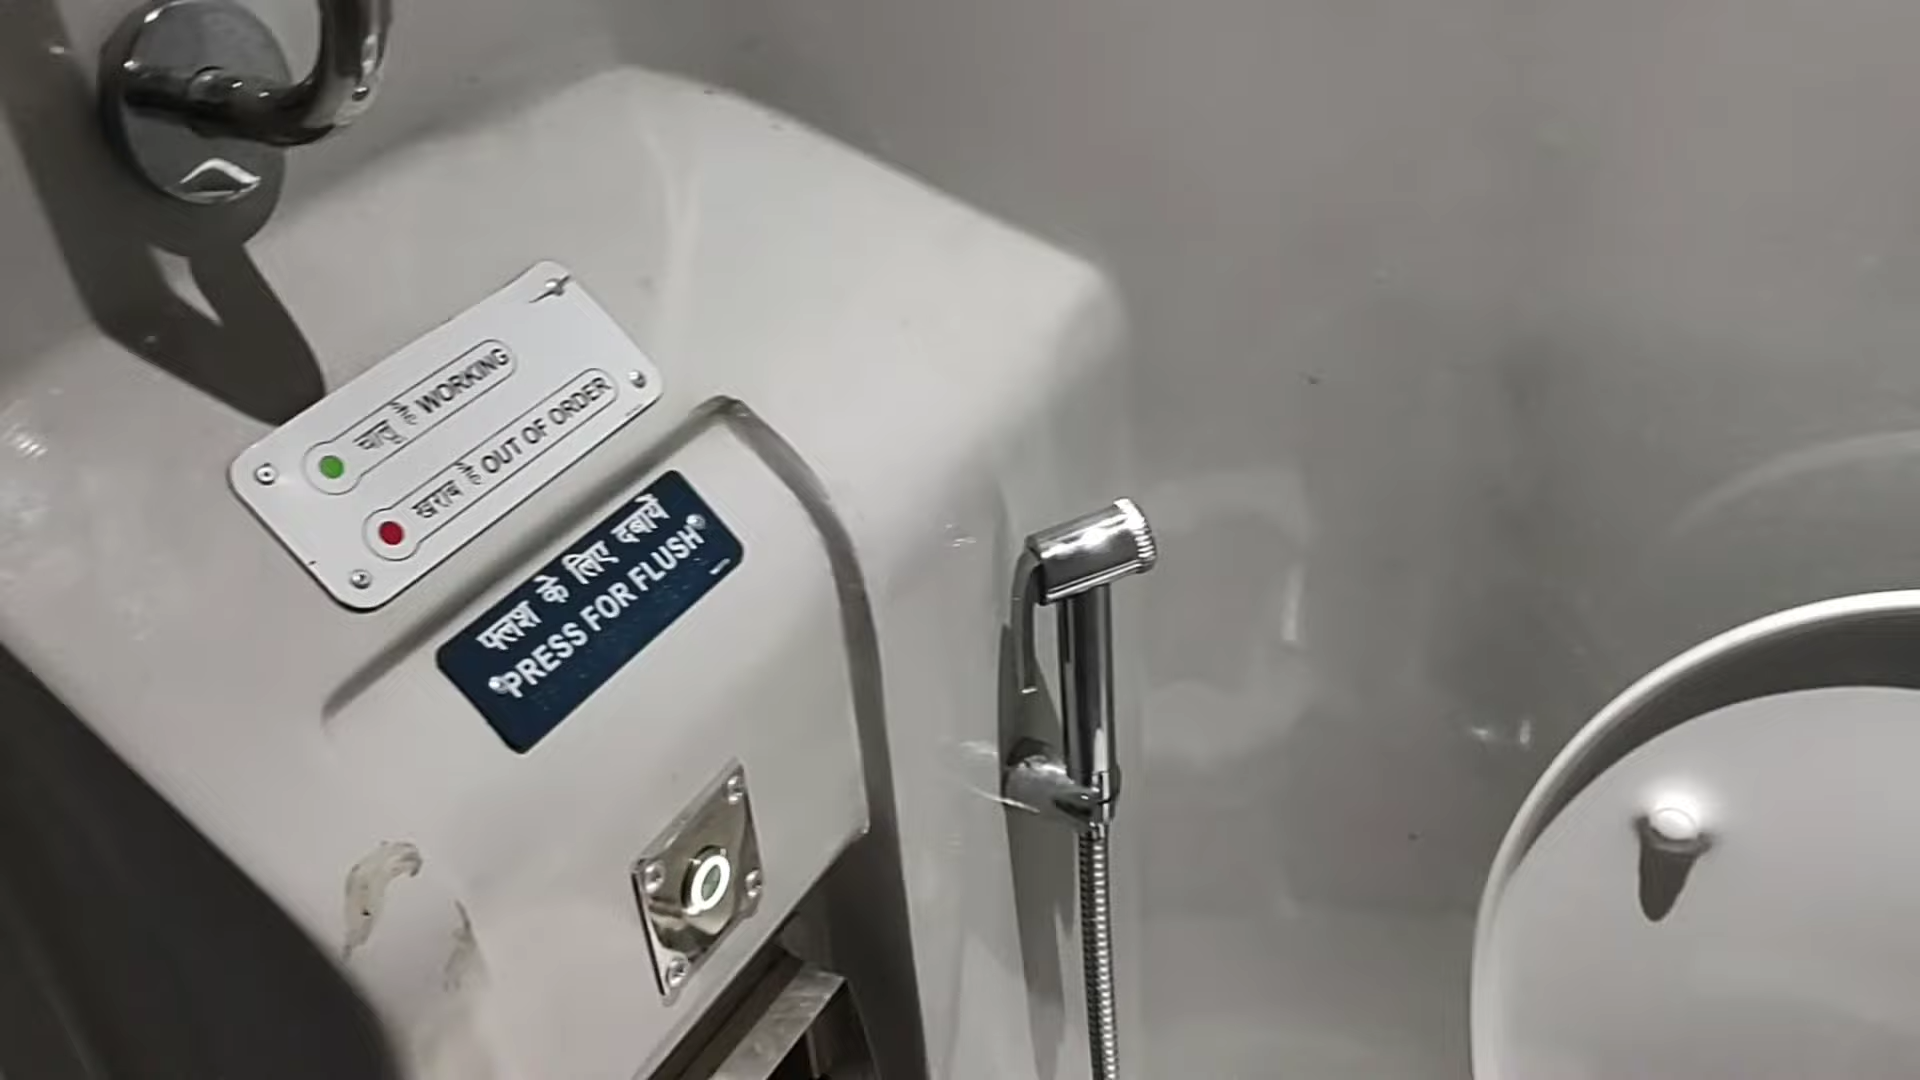 चालू है WORKING
खराब है OUT OF ORDER
फ्लश के लिए दबायें
PRESS FOR FLUSH